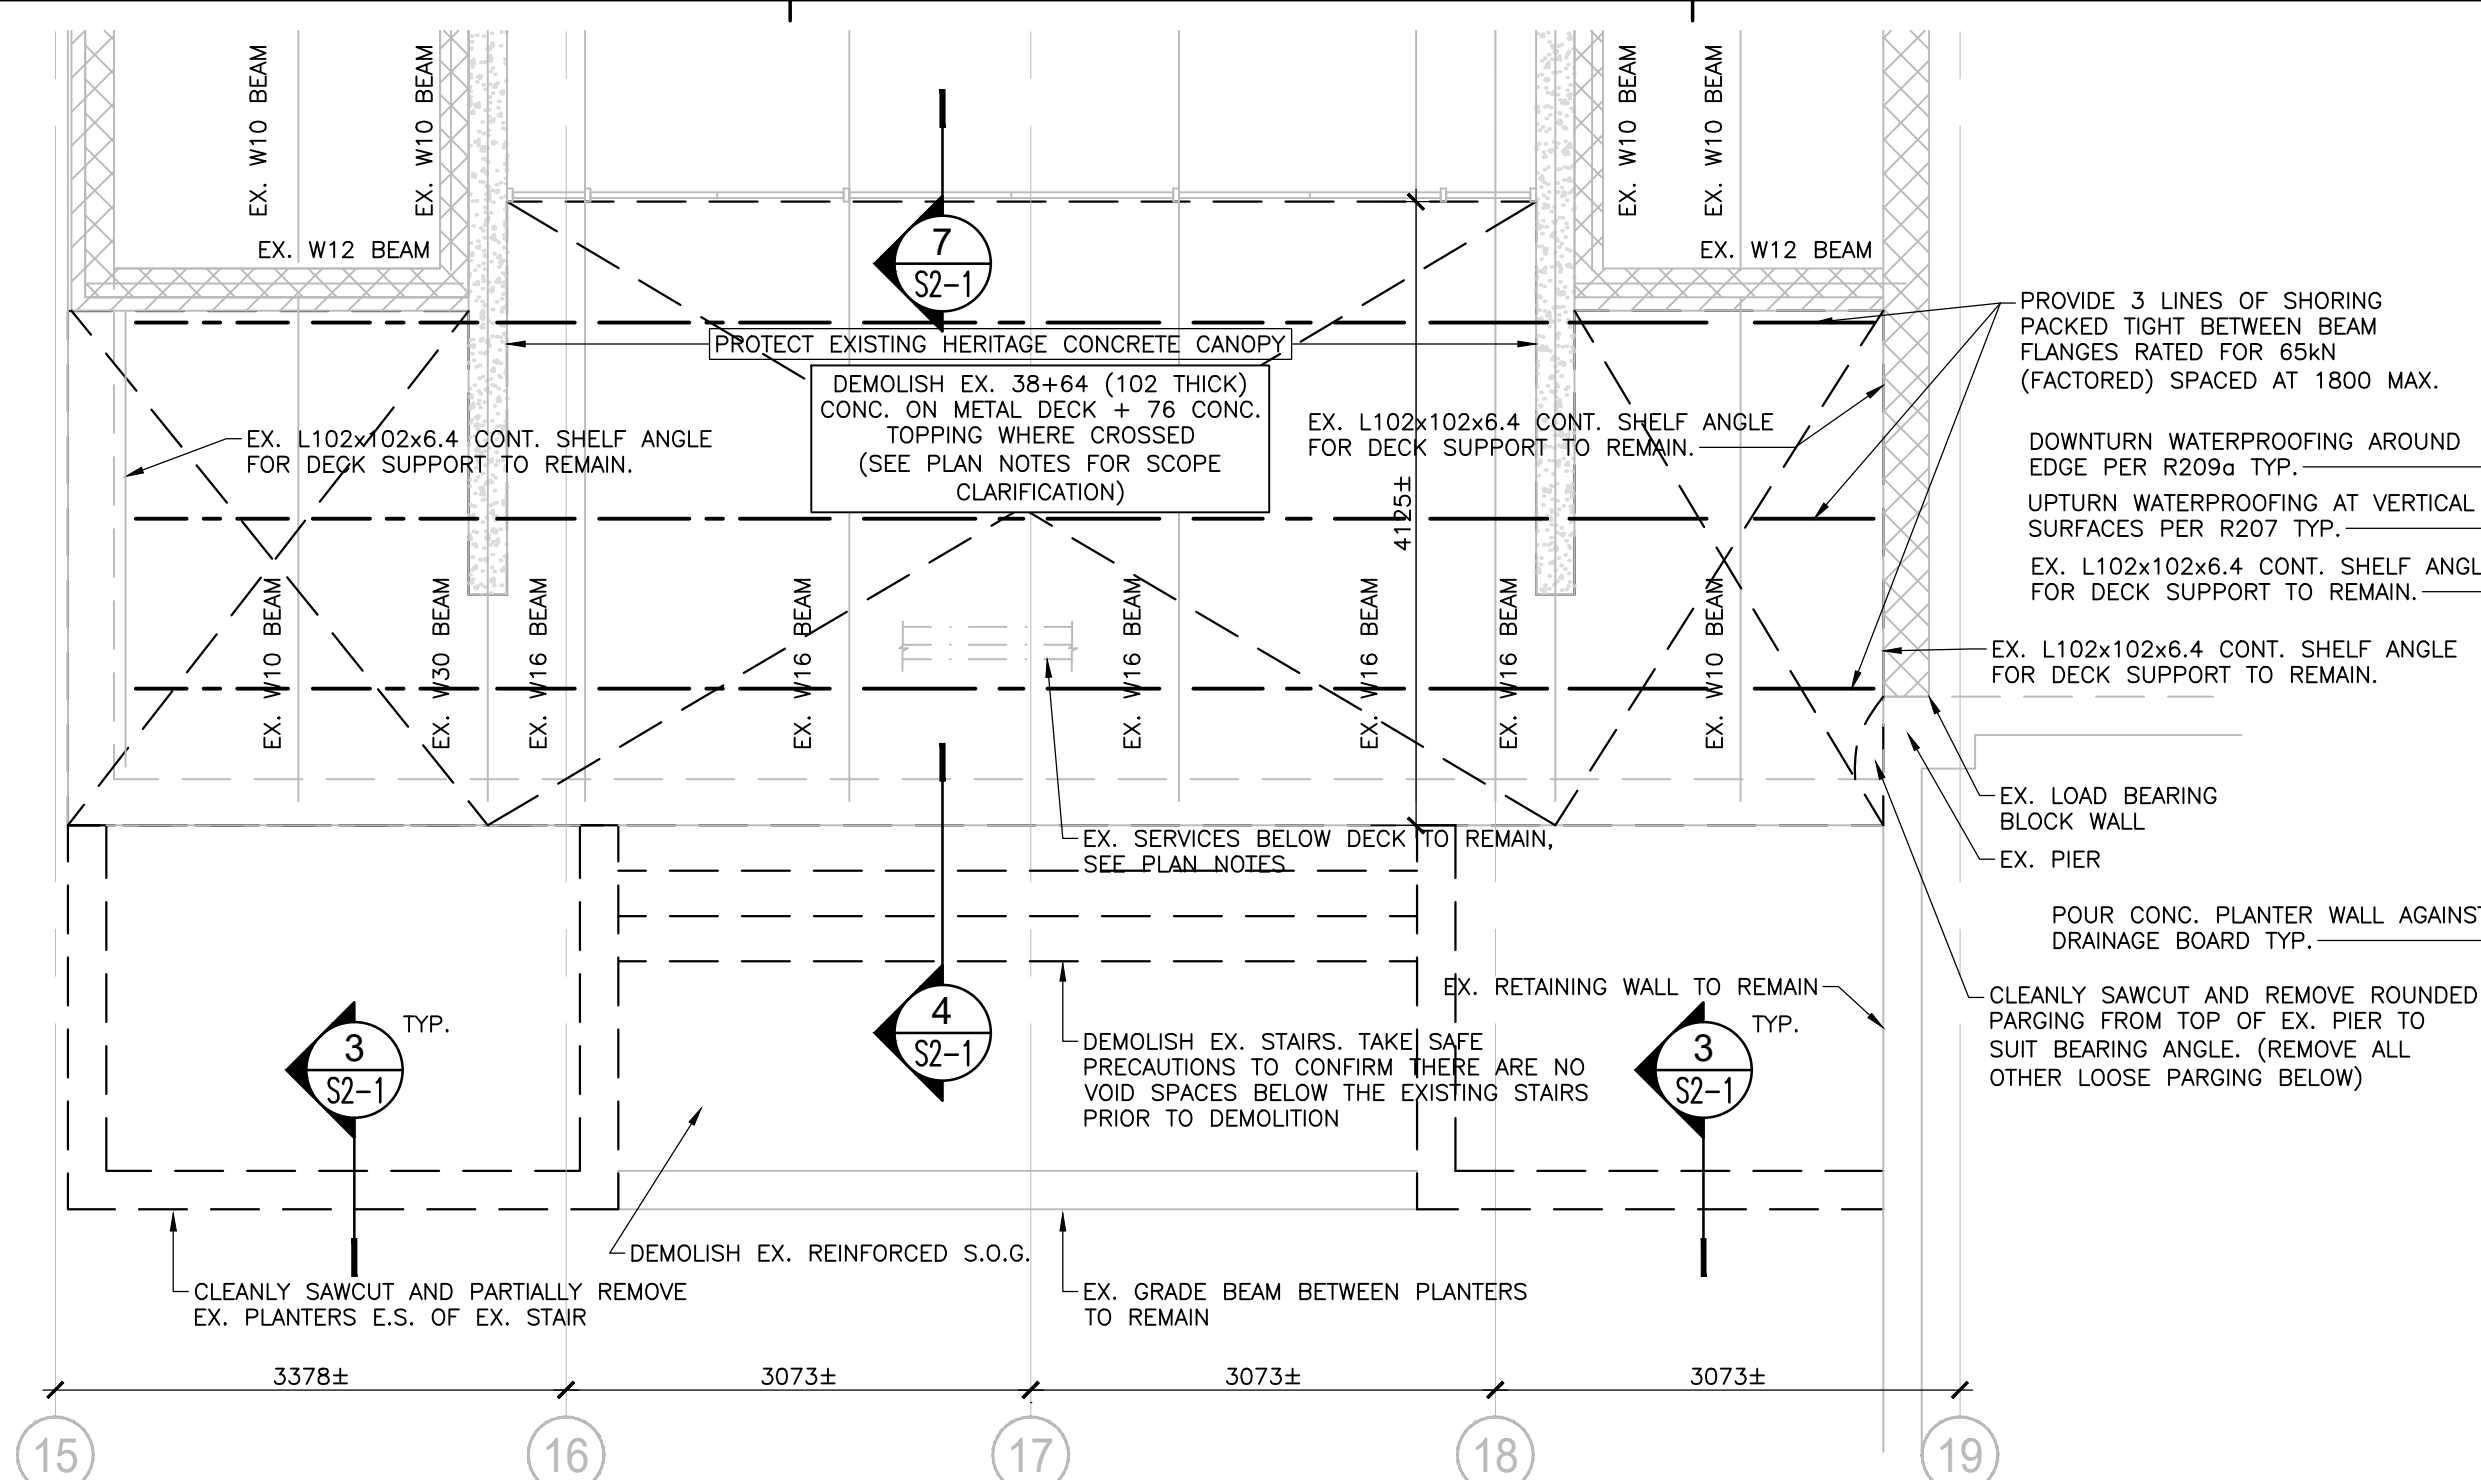 EX. W10 BEAM
EX. W10 BEAM
EX. W12 BEAM
7
S2-1
EX. W10 BEAM
EX. W10 BEAM
EX. W12 BEAM
PROTECT EXISTING HERITAGE CONCRETE CANOPY
DEMOLISH EX. 38+64 (102 THICK)
CONC. ON METAL DECK + 76 CONC.
TOPPING WHERE CROSSED
(SEE PLAN NOTES FOR SCOPE
CLARIFICATION)
EX. L102x102x6.4 CONT. SHELF ANGLE
FOR DECK SUPPORT TO REMAIN.
EX. L102x102x6.4 CONT. SHELF ANGLE
FOR DECK SUPPORT TO REMAIN.
4125±
PROVIDE 3 LINES OF SHORING
PACKED TIGHT BETWEEN BEAM
FLANGES RATED FOR 65kN
(FACTORED) SPACED AT 1800 MAX.
DOWNTURN WATERPROOFING AROUND
EDGE PER R209a TYP.
UPTURN WATERPROOFING AT VERTICAL
SURFACES PER R207 TYP.
EX. L102x102x6.4 CONT. SHELF ANGL
FOR DECK SUPPORT TO REMAIN.
EX. L102x102x6.4 CONT. SHELF ANGLE
FOR DECK SUPPORT TO REMAIN.
EX. W10 BEAM
EX. W30 BEAM
EX. W16 BEAM
EX. W16 BEAM
EX. W16 BEAM
EX. W16 BEAM
EX. W16 BEAM
EX. W10 BEAM
EX. LOAD BEARING
BLOCK WALL
EX. PIER
EX. SERVICES BELOW DECK TO REMAIN,
SEE PLAN NOTES
POUR CONC. PLANTER WALL AGAINST
DRAINAGE BOARD TYP.
EX. RETAINING WALL TO REMAIN
CLEANLY SAWCUT AND REMOVE ROUNDED
PARGING FROM TOP OF EX. PIER TO
SUIT BEARING ANGLE. (REMOVE ALL
OTHER LOOSE PARGING BELOW)
3
S2-1
TYP.
4
S2-1
3
S2-1
TYP.
DEMOLISH EX. STAIRS. TAKE SAFE
PRECAUTIONS TO CONFIRM THERE ARE NO
VOID SPACES BELOW THE EXISTING STAIRS
PRIOR TO DEMOLITION
DEMOLISH EX. REINFORCED S.O.G.
CLEANLY SAWCUT AND PARTIALLY REMOVE
EX. PLANTERS E.S. OF EX. STAIR
EX. GRADE BEAM BETWEEN PLANTERS
TO REMAIN
3378±
3073±
3073±
3073±
15
16
17
18
19